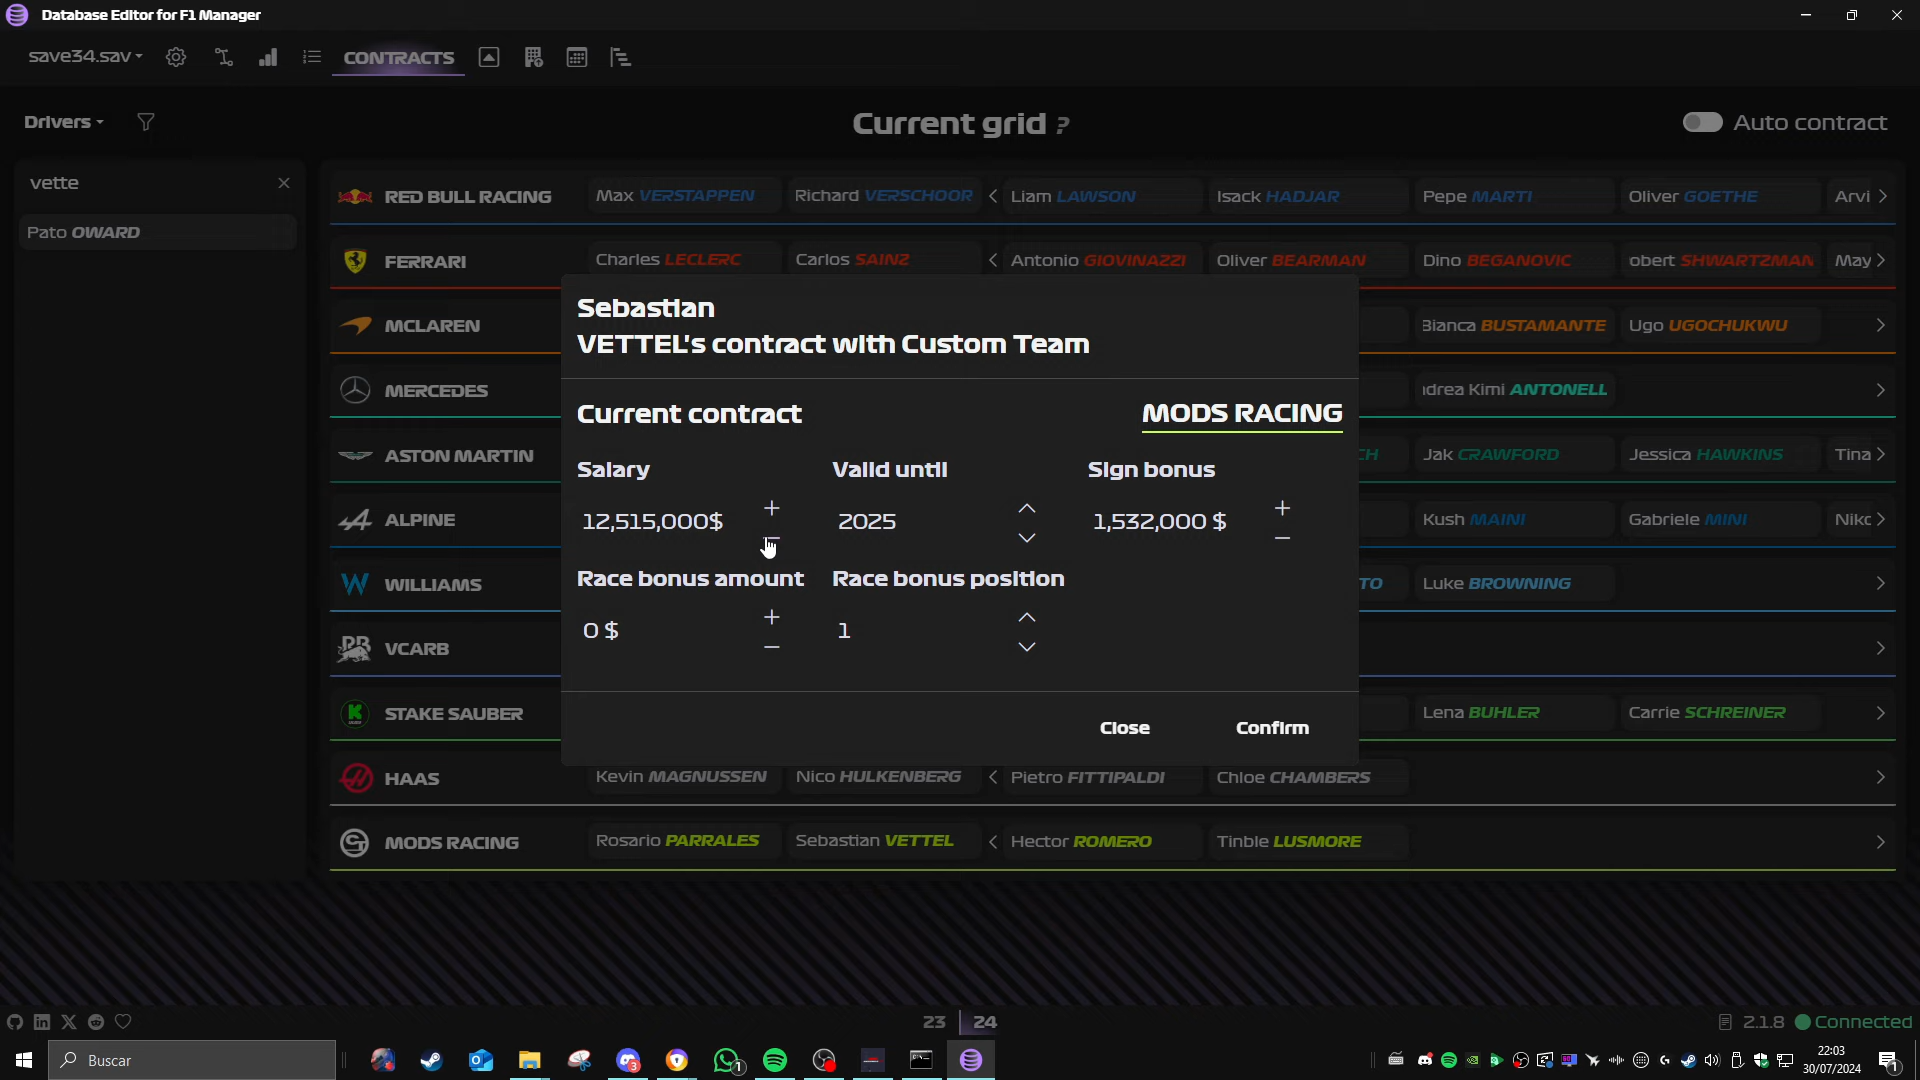 Database Editor for F1 Manager
save34.sav
CONTRACTS
Drivers
Current grid ?
Auto contract
vette
Pato OWARD
RED BULL RACING
Max VERSTAPPEN
Richard VERSCHOOR
Liam LAWSON
Isack HADJAR
Pepe MARTI
Oliver GOETHE
Arvi
FERRARI
Charles LECLERC
Carlos SAINZ
Antonio GIOVINAZZI
Oliver BEARMAN
Dino BEGANOVIC
obert SHWARTZMAN
May
MCLAREN
Bianca BUSTAMANTE
Ugo UGOCHUKWU
MERCEDES
ndrea Kimi ANTONELL
ASTON MARTIN
CH
Jak CRAWFORD
Jessica HAWKINS
Tina
ALPINE
Kush MAINI
Gabriele MINI
Nikc
WILLIAMS
TO
Luke BROWNING
VCARB
STAKE SAUBER
Lena BUHLER
Carrie SCHREINER
HAAS
Kevin MAGNUSSEN
Nico HULKENBERG
Pietro FITTIPALDI
Chloe CHAMBERS
MODS RACING
Rosario PARRALES
Sebastian VETTEL
Hector ROMERO
Tinble LUSMORE
Sebastian
VETTEL's contract with Custom Team
Current contract
MODS RACING
Salary
Valid until
Sign bonus
12,515,000$
2025
1,532,000 $
Race bonus amount
Race bonus position
0 $
1
Close
Confirm
23
24
2.1.8
Connected
Buscar
3
1
22:03
30/07/2024
1